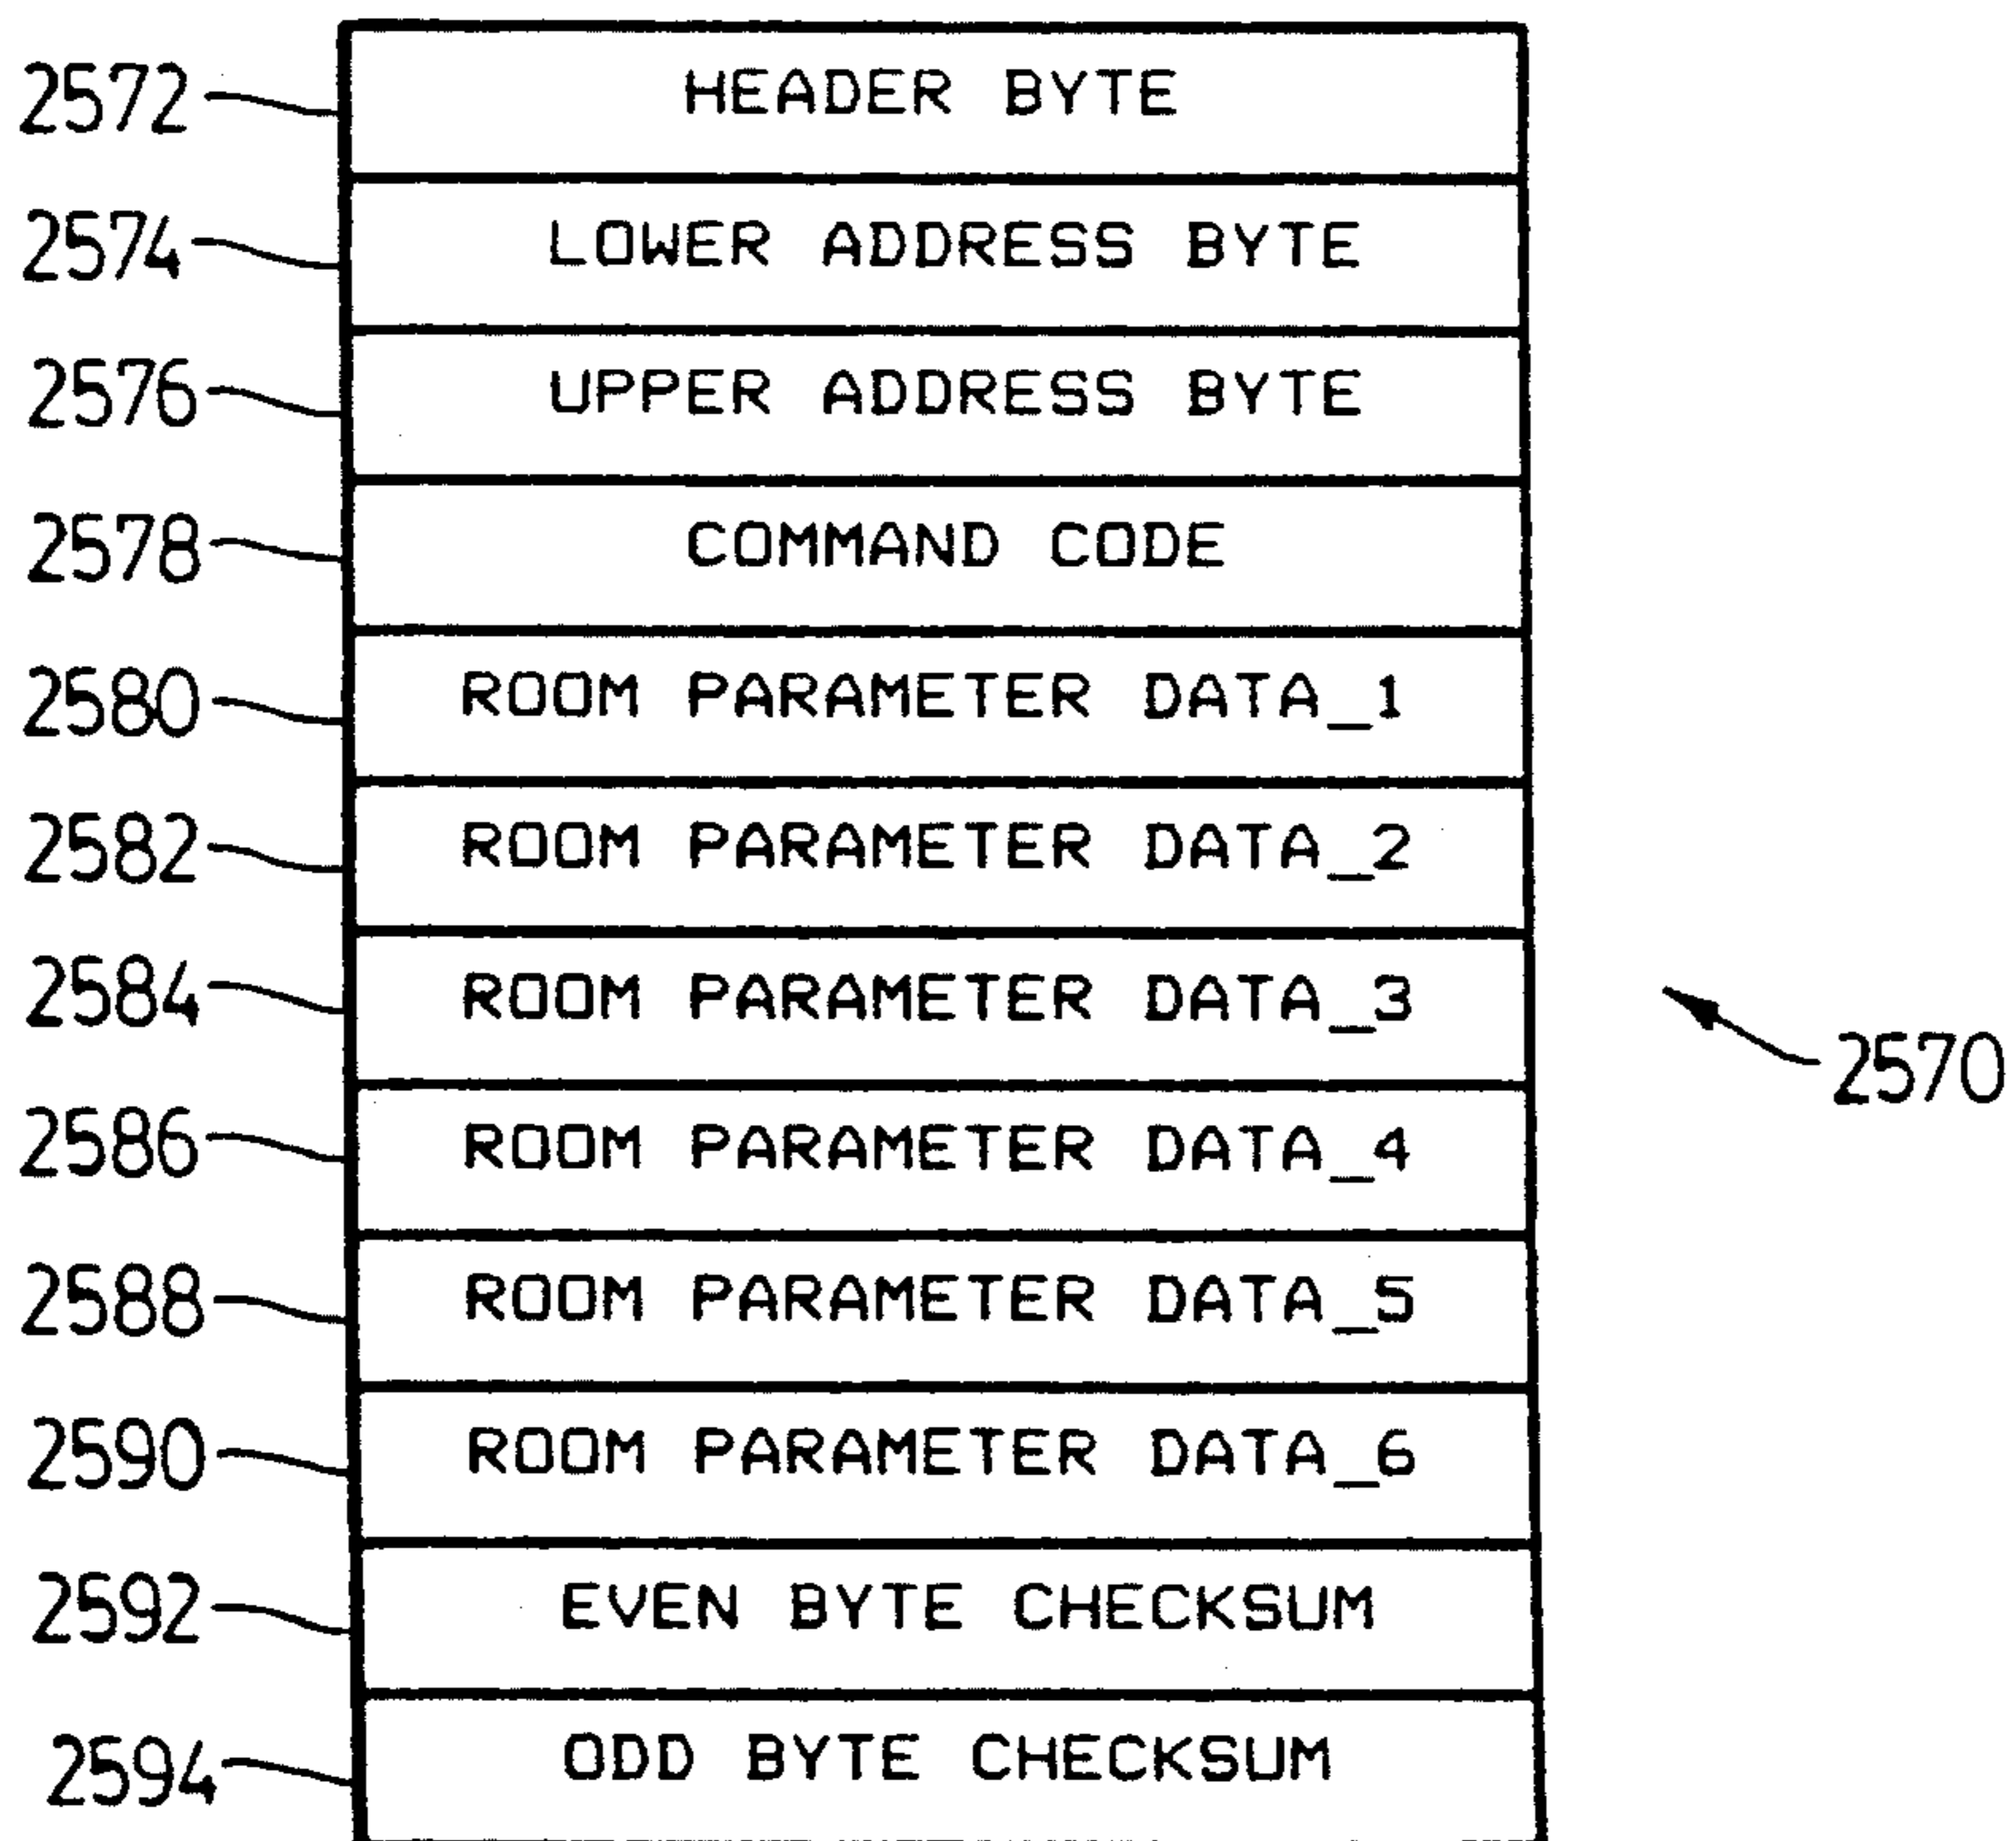 2572 HEADER BYTE
2574 LOWER ADDRESS BYTE
2576 UPPER ADDRESS BYTE
2578 COMMAND CODE
2580 ROOM PARAMETER DATA_1
2582 ROOM PARAMETER DATA_2
2584 ROOM PARAMETER DATA_3
2570
2586 ROOM PARAMETER DATA_4
2588 ROOM PARAMETER DATA_5
2590 ROOM PARAMETER DATA_6
2592 EVEN BYTE CHECKSUM
2594 ODD BYTE CHECKSUM